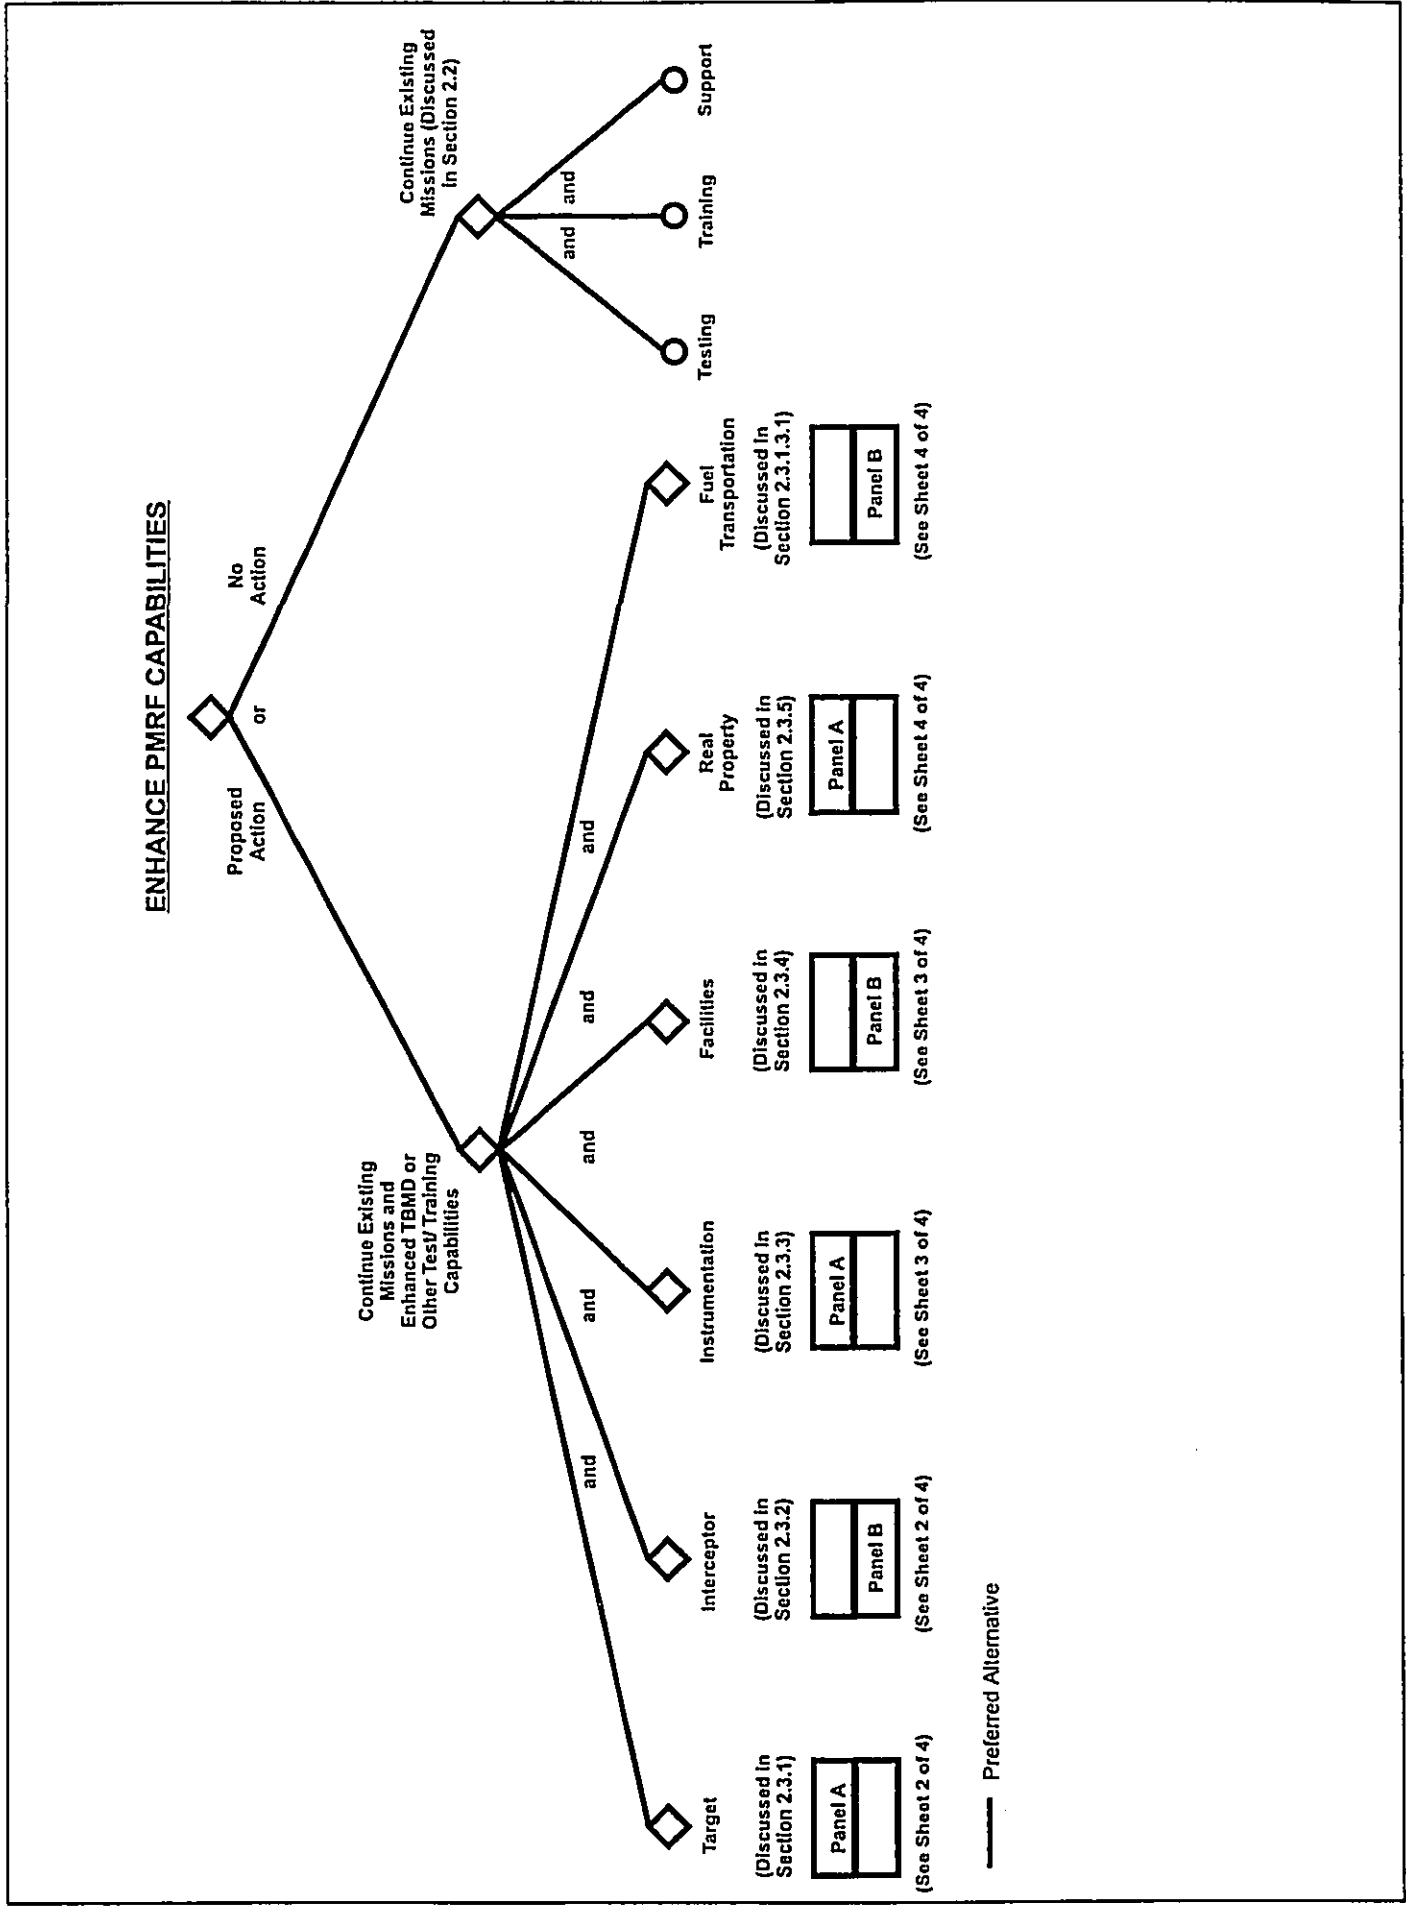 ENHANCE PMRF CAPABILITIES
Proposed
Action
or
No
Action
Continue Existing
Missions and
Enhanced TBMD or
Other Test/ Training
Capabilities
Continue Existing
Missions (Discussed
in Section 2.2)
and
and
and
and
and
and
and
Target
(Discussed in
Section 2.3.1)
Panel A
(See Sheet 2 of 4)
Interceptor
(Discussed in
Section 2.3.2)
Panel B
(See Sheet 2 of 4)
Instrumentation
(Discussed in
Section 2.3.3)
Panel A
(See Sheet 3 of 4)
Facilities
(Discussed in
Section 2.3.4)
Panel B
(See Sheet 3 of 4)
Real
Property
(Discussed in
Section 2.3.5)
Panel A
(See Sheet 4 of 4)
Fuel
Transportation
(Discussed in
Section 2.3.1.3.1)
Panel B
(See Sheet 4 of 4)
Testing
Training
Support
Preferred Alternative